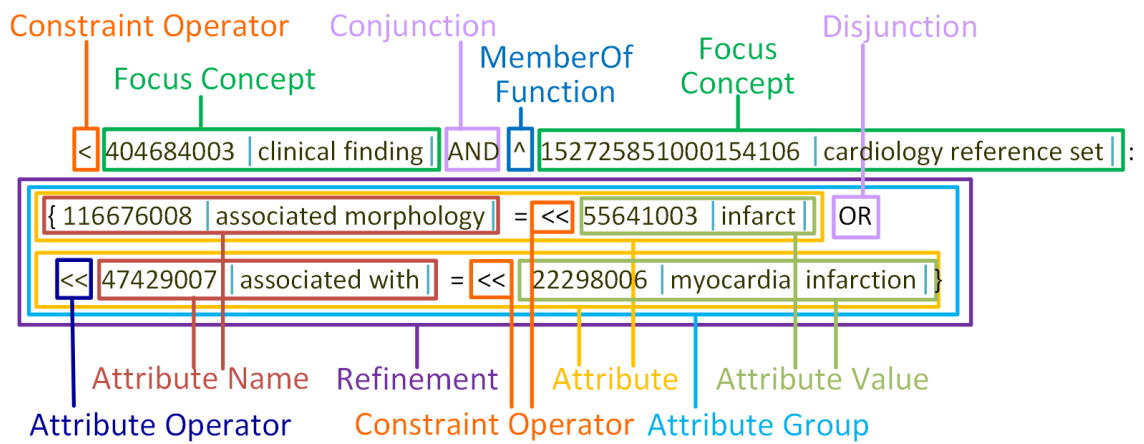 Constraint Operator Conjunction Disjunction
MemberOf Focus
Focus Concept Function Concept
< 404684003 |clinical finding| AND ^ 152725851000154106 |cardiology reference set| :
{ 116676008 |associated morphology| = << 55641003 |infarct| OR
<< 47429007 |associated with| = << 22298006 |myocardia infarction| }
Attribute Name Refinement Attribute Attribute Value
Attribute Operator Constraint Operator Attribute Group